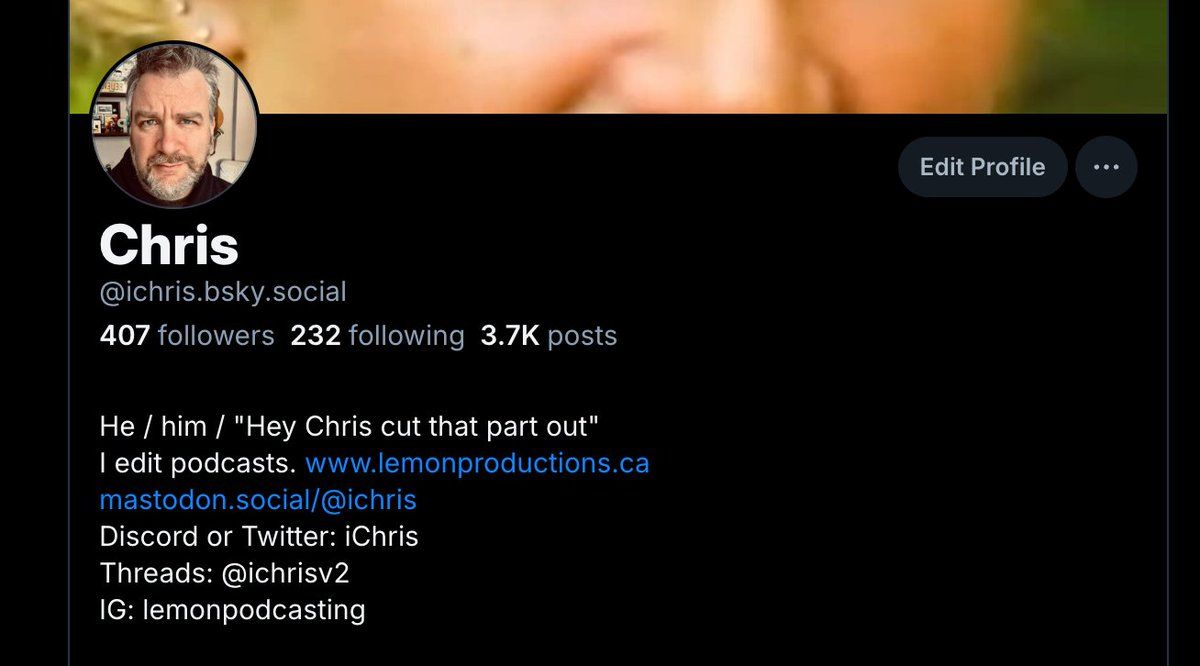 Edit Profile
Chris
@ichris.bsky.social
407 followers 232 following 3.7K posts
He / him / "Hey Chris cut that part out"
I edit podcasts. www.lemonproductions.ca
mastodon.social/@ichris
Discord or Twitter: iChris
Threads: @ichrisv2
IG: lemonpodcasting